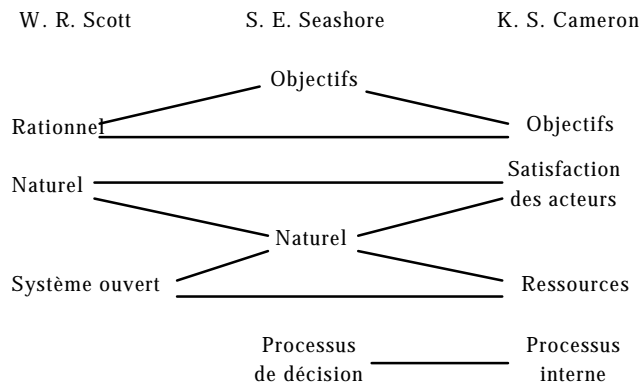 W. R. Scott S. E. Seashore K. S. Cameron
Objectifs
Rationnel Objectifs
Satisfaction
Naturel des acteurs
Naturel
Système ouvert Ressources
Processus Processus
de décision interne